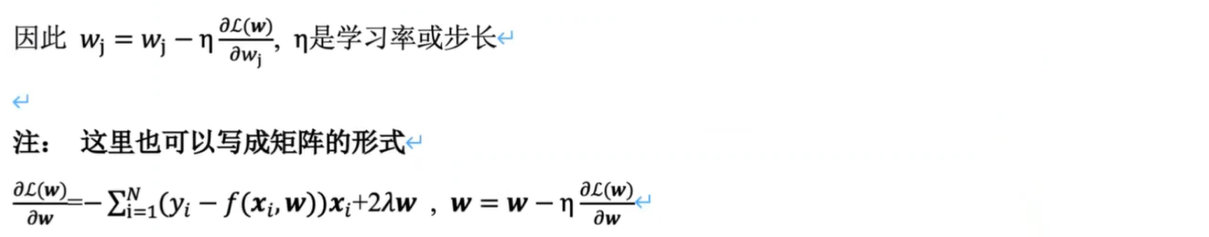 因此 wⱼ = wⱼ − η ∂ℒ(𝒘)/∂wⱼ, η是学习率或步长↵
↵
注： 这里也可以写成矩阵的形式↵
∂ℒ(𝒘)/∂𝒘=−∑ᵢ₌₁ᴺ(yᵢ − f(𝒙ᵢ, 𝒘))𝒙ᵢ+2λ𝒘 , 𝒘 = 𝒘 − η ∂ℒ(𝒘)/∂𝒘↵